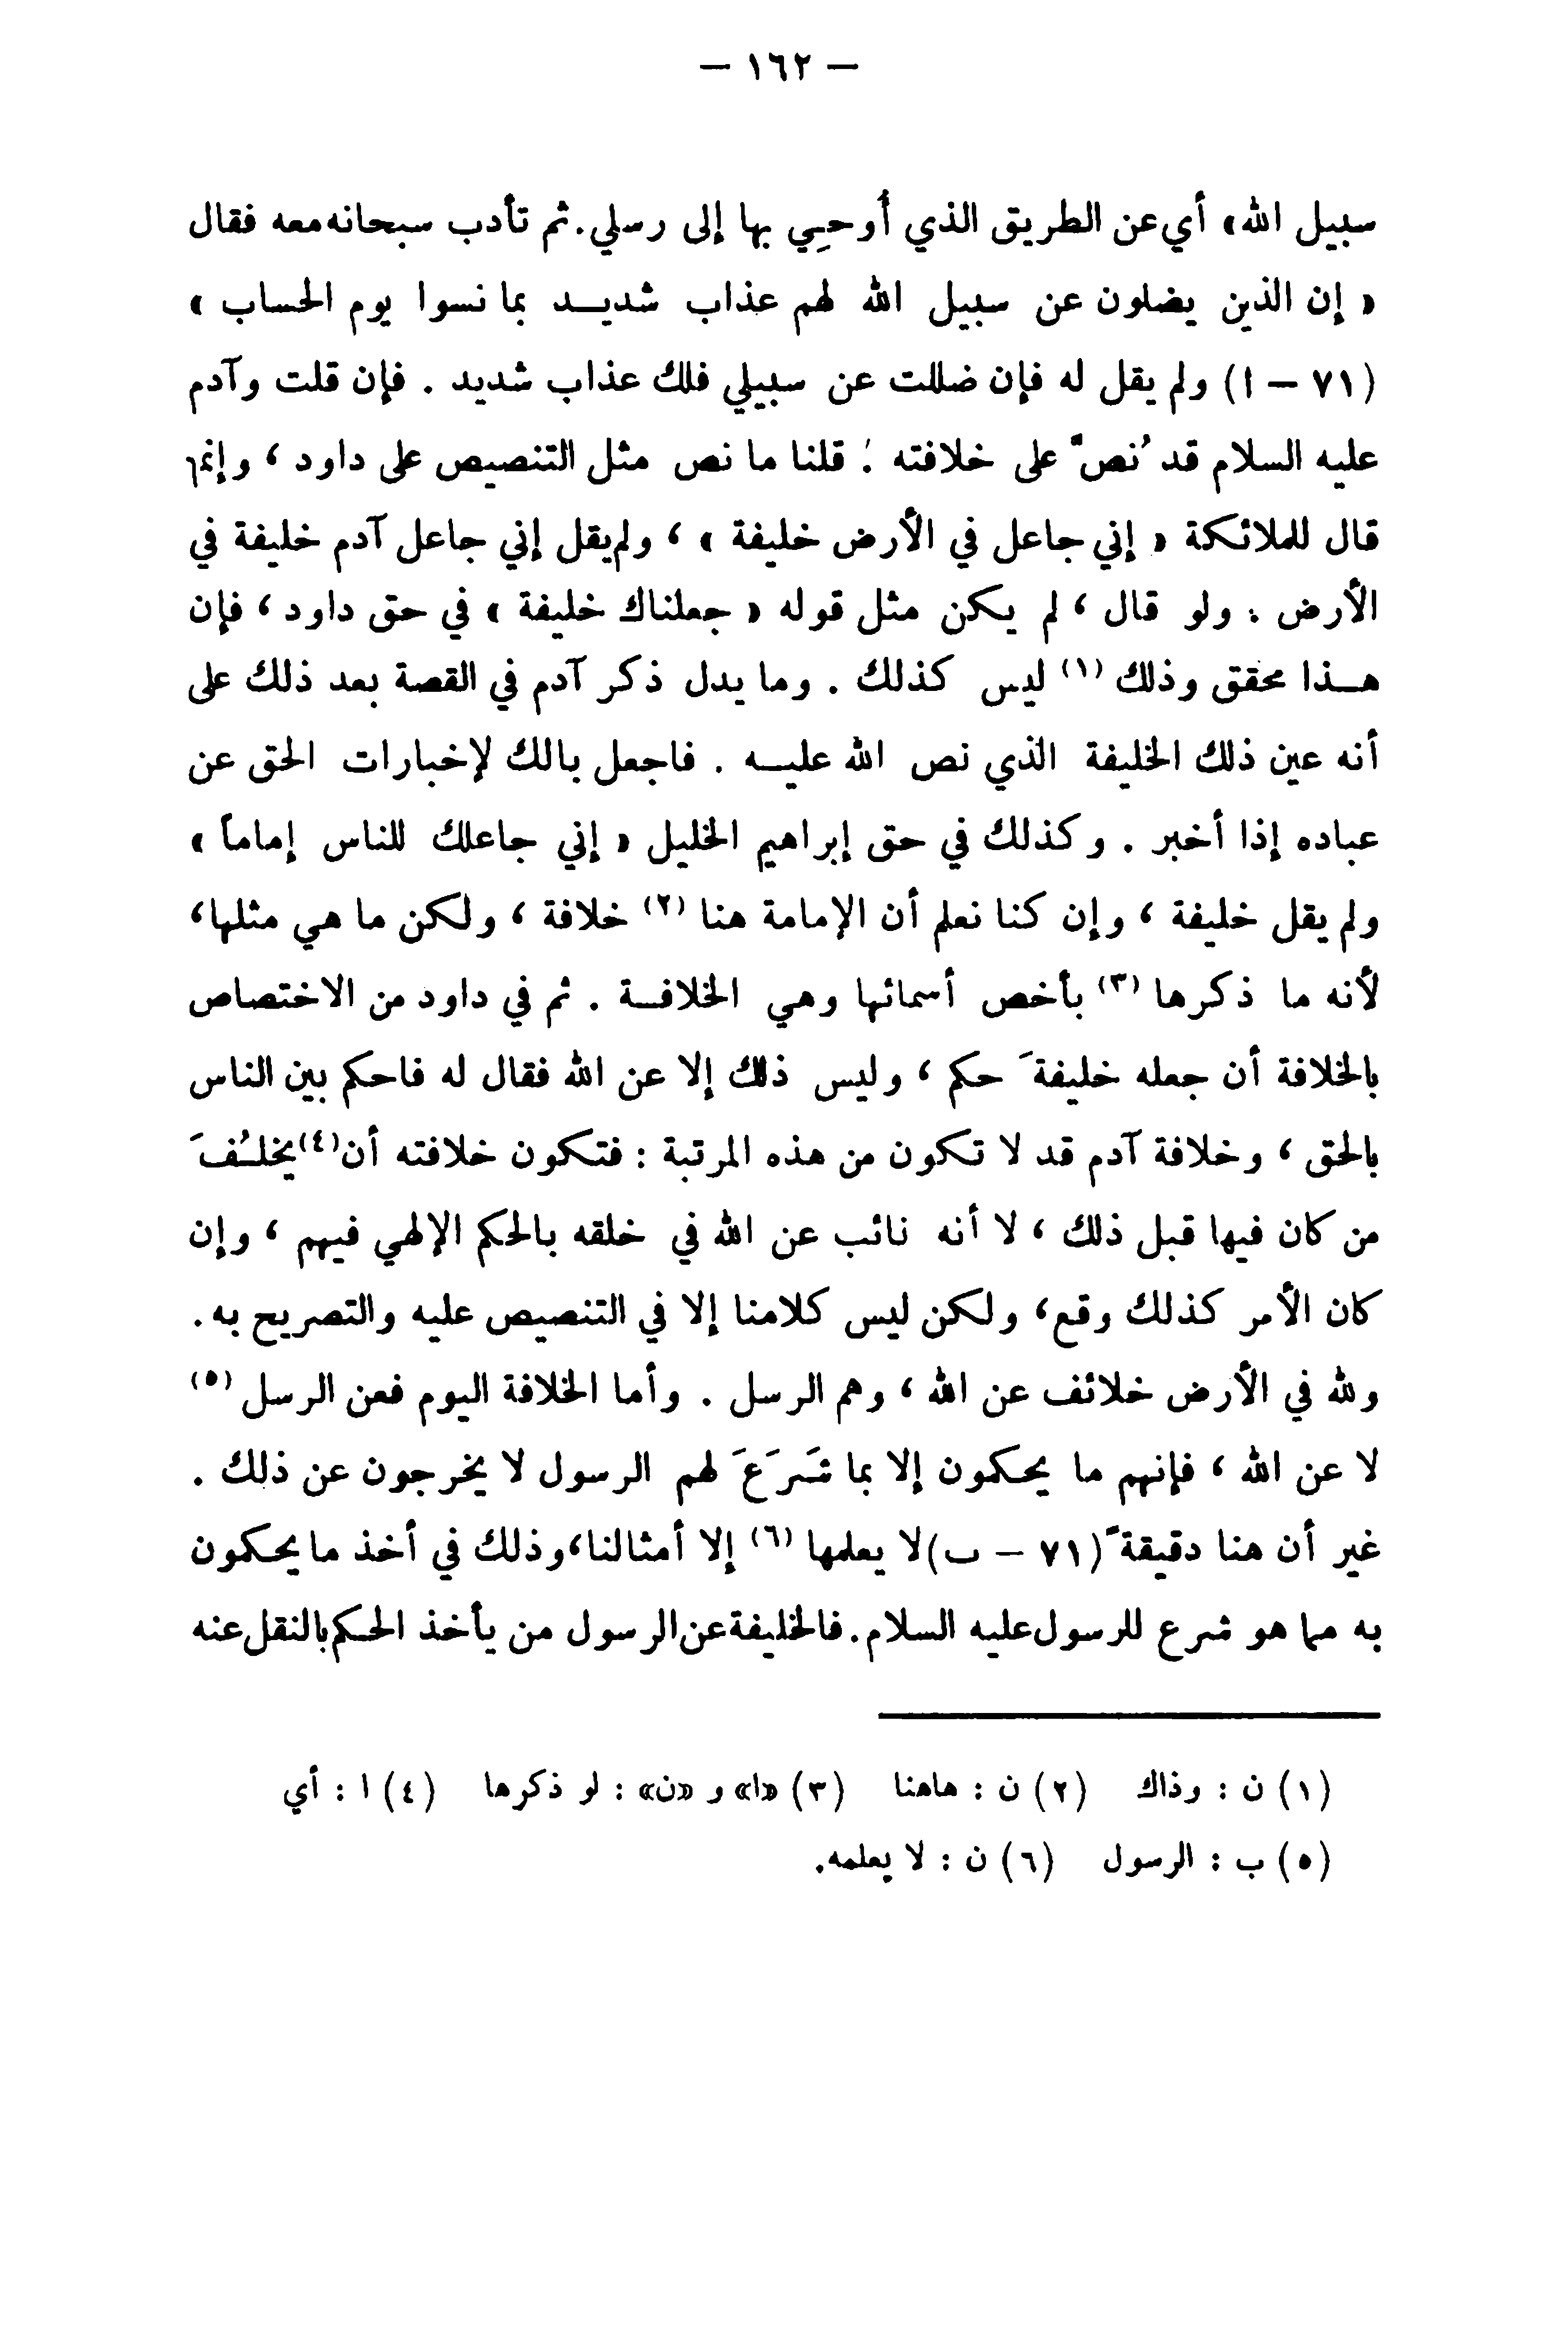 — ١٦٢ —
سبيل الله» أي عن الطريق الذي أُوحِي بها إلى رسلي. ثم تأدب سبحانه معه فقال
« إن الذين يضلون عن سبيل الله لهم عذاب شديـد بما نسوا يوم الحساب »
(٧١ – ا) ولم يقل له فإن ضللت عن سبيلي فلك عذاب شديد . فإن قلت وآدم
عليه السلام قد نُصَّ على خلافته : قلنا ما نص مثل التنصيص على داود ، وإنما
قال للملائكة « إني جاعل في الأرض خليفة » ، ولم يقل إني جاعل آدم خليفة في
الأرض . ولو قال ، لم يكن مثل قوله « جعلناك خليفة » في حق داود ، فإن
هـذا محقق وذلك (١) ليس كذلك . وما يدل ذكر آدم في القصة بعد ذلك على
أنه عين ذلك الخليفة الذي نص الله عليـه . فاجعل بالك لإخبارات الحق عن
عباده إذا أخبر . وكذلك في حق إبراهيم الخليل « إني جاعلك للناس إماماً »
ولم يقل خليفة ، وإن كنا نعلم أن الإمامة هنا (٢) خلافة ، ولكن ما هي مثلها،
لأنه ما ذكرها (٣) بأخص أسمائها وهي الخلافـة . ثم في داود من الاختصاص
بالخلافة أن جعله خليفةَ حكم ، وليس ذلك إلا عن الله فقال له فاحكم بين الناس
بالحق ، وخلافة آدم قد لا تكون من هذه المرتبة : فتكون خلافته أن(٤) يخلُفَ
من كان فيها قبل ذلك ، لا أنه نائب عن الله في خلقه بالحكم الإلهي فيهم ، وإن
كان الأمر كذلك وقع، ولكن ليس كلامنا إلا في التنصيص عليه والتصريح به.
ولله في الأرض خلائف عن الله ، وهم الرسل . وأما الخلافة اليوم فعن الرسل (٥)
لا عن الله ، فإنهم ما يحكمون إلا بما شَرَعَ لهم الرسول لا يخرجون عن ذلك .
غير أن هنا دقيقةً (٧١ – ب) لا يعلمها (٦) إلا أمثالنا، وذلك في أخذ ما يحكمون
به مما هو شرع للرسول عليه السلام. فالخليفة عن الرسول من يأخذ الحكم بالنقل عنه
(١) ن : وذاك (٢) ن : هاهنا (٣) «ا» و «ن» : لو ذكرها (٤) ا : أي
(٥) ب : الرسول (٦) ن : لا يعلمه.